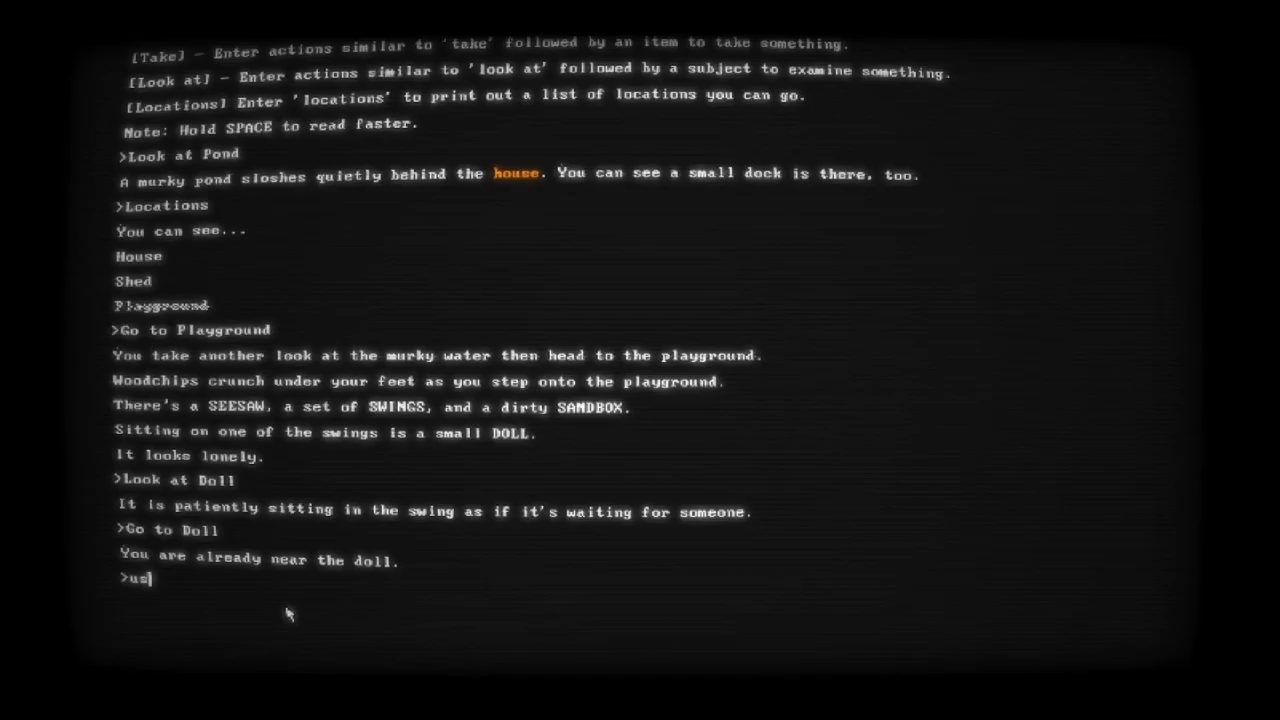 [Take] - Enter actions similar to 'take' followed by an item to take something.
[Look at] - Enter actions similar to 'look at' followed by a subject to examine something.
[Locations] Enter 'locations' to print out a list of locations you can go.
Note: Hold SPACE to read faster.
>Look at Pond
A murky pond sloshes quietly behind the house. You can see a small dock is there, too.
>Locations
You can see...
House
Shed
Playground
>Go to Playground
You take another look at the murky water then head to the playground.
Woodchips crunch under your feet as you step onto the playground.
There's a SEESAW, a set of SWINGS, and a dirty SANDBOX.
Sitting on one of the swings is a small DOLL.
It looks lonely.
>Look at Doll
It is patiently sitting in the swing as if it's waiting for someone.
>Go to Doll
You are already near the doll.
>us